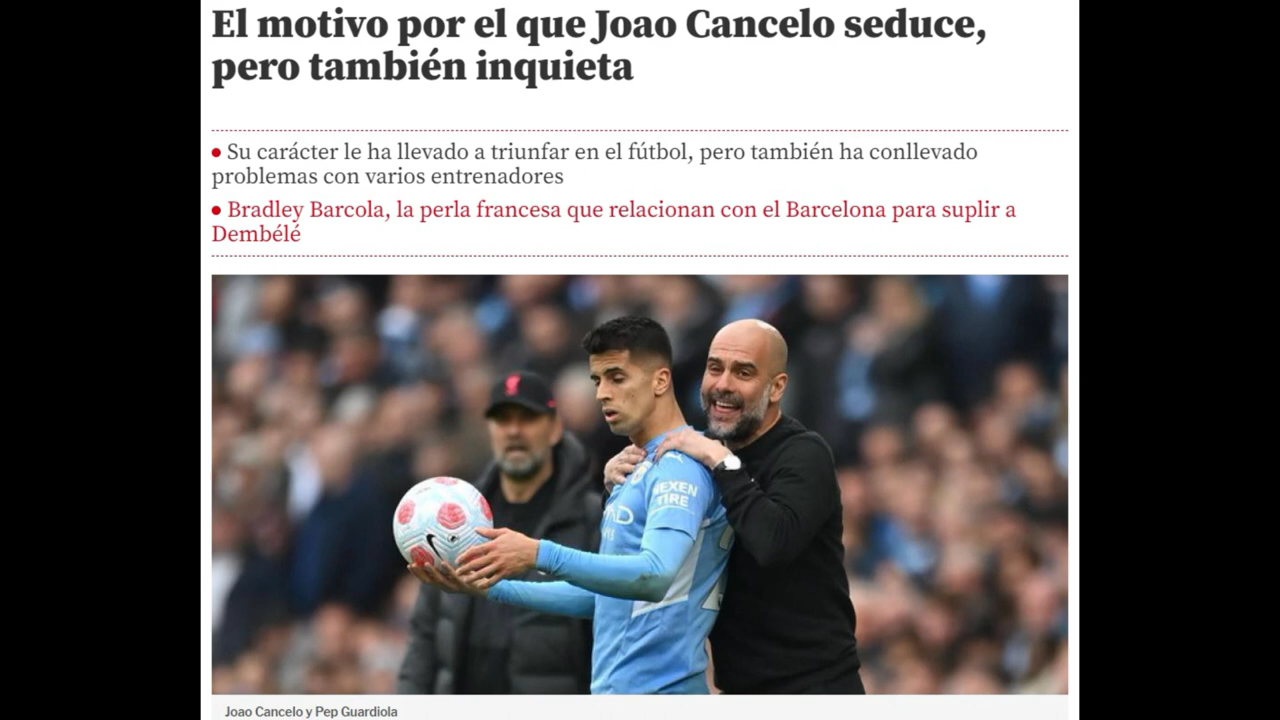 El motivo por el que Joao Cancelo seduce,
pero también inquieta
Su carácter le ha llevado a triunfar en el fútbol, pero también ha conllevado
problemas con varios entrenadores
Bradley Barcola, la perla francesa que relacionan con el Barcelona para suplir a
Dembélé
NEXEN
TIRE
Joao Cancelo y Pep Guardiola